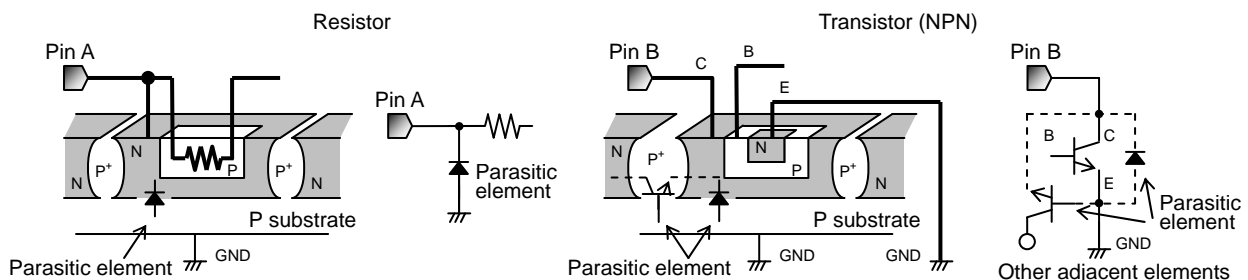 Resistor
Transistor (NPN)
Pin A
N
P+
N
P
P+
N
N
P substrate
Parasitic element
GND
Pin A
Parasitic
element
Pin B
C
B
E
N
P+
N
N
P
P+
N
P substrate
Parasitic element
GND
GND
Pin B
B
C
E
Parasitic
element
GND
Other adjacent elements